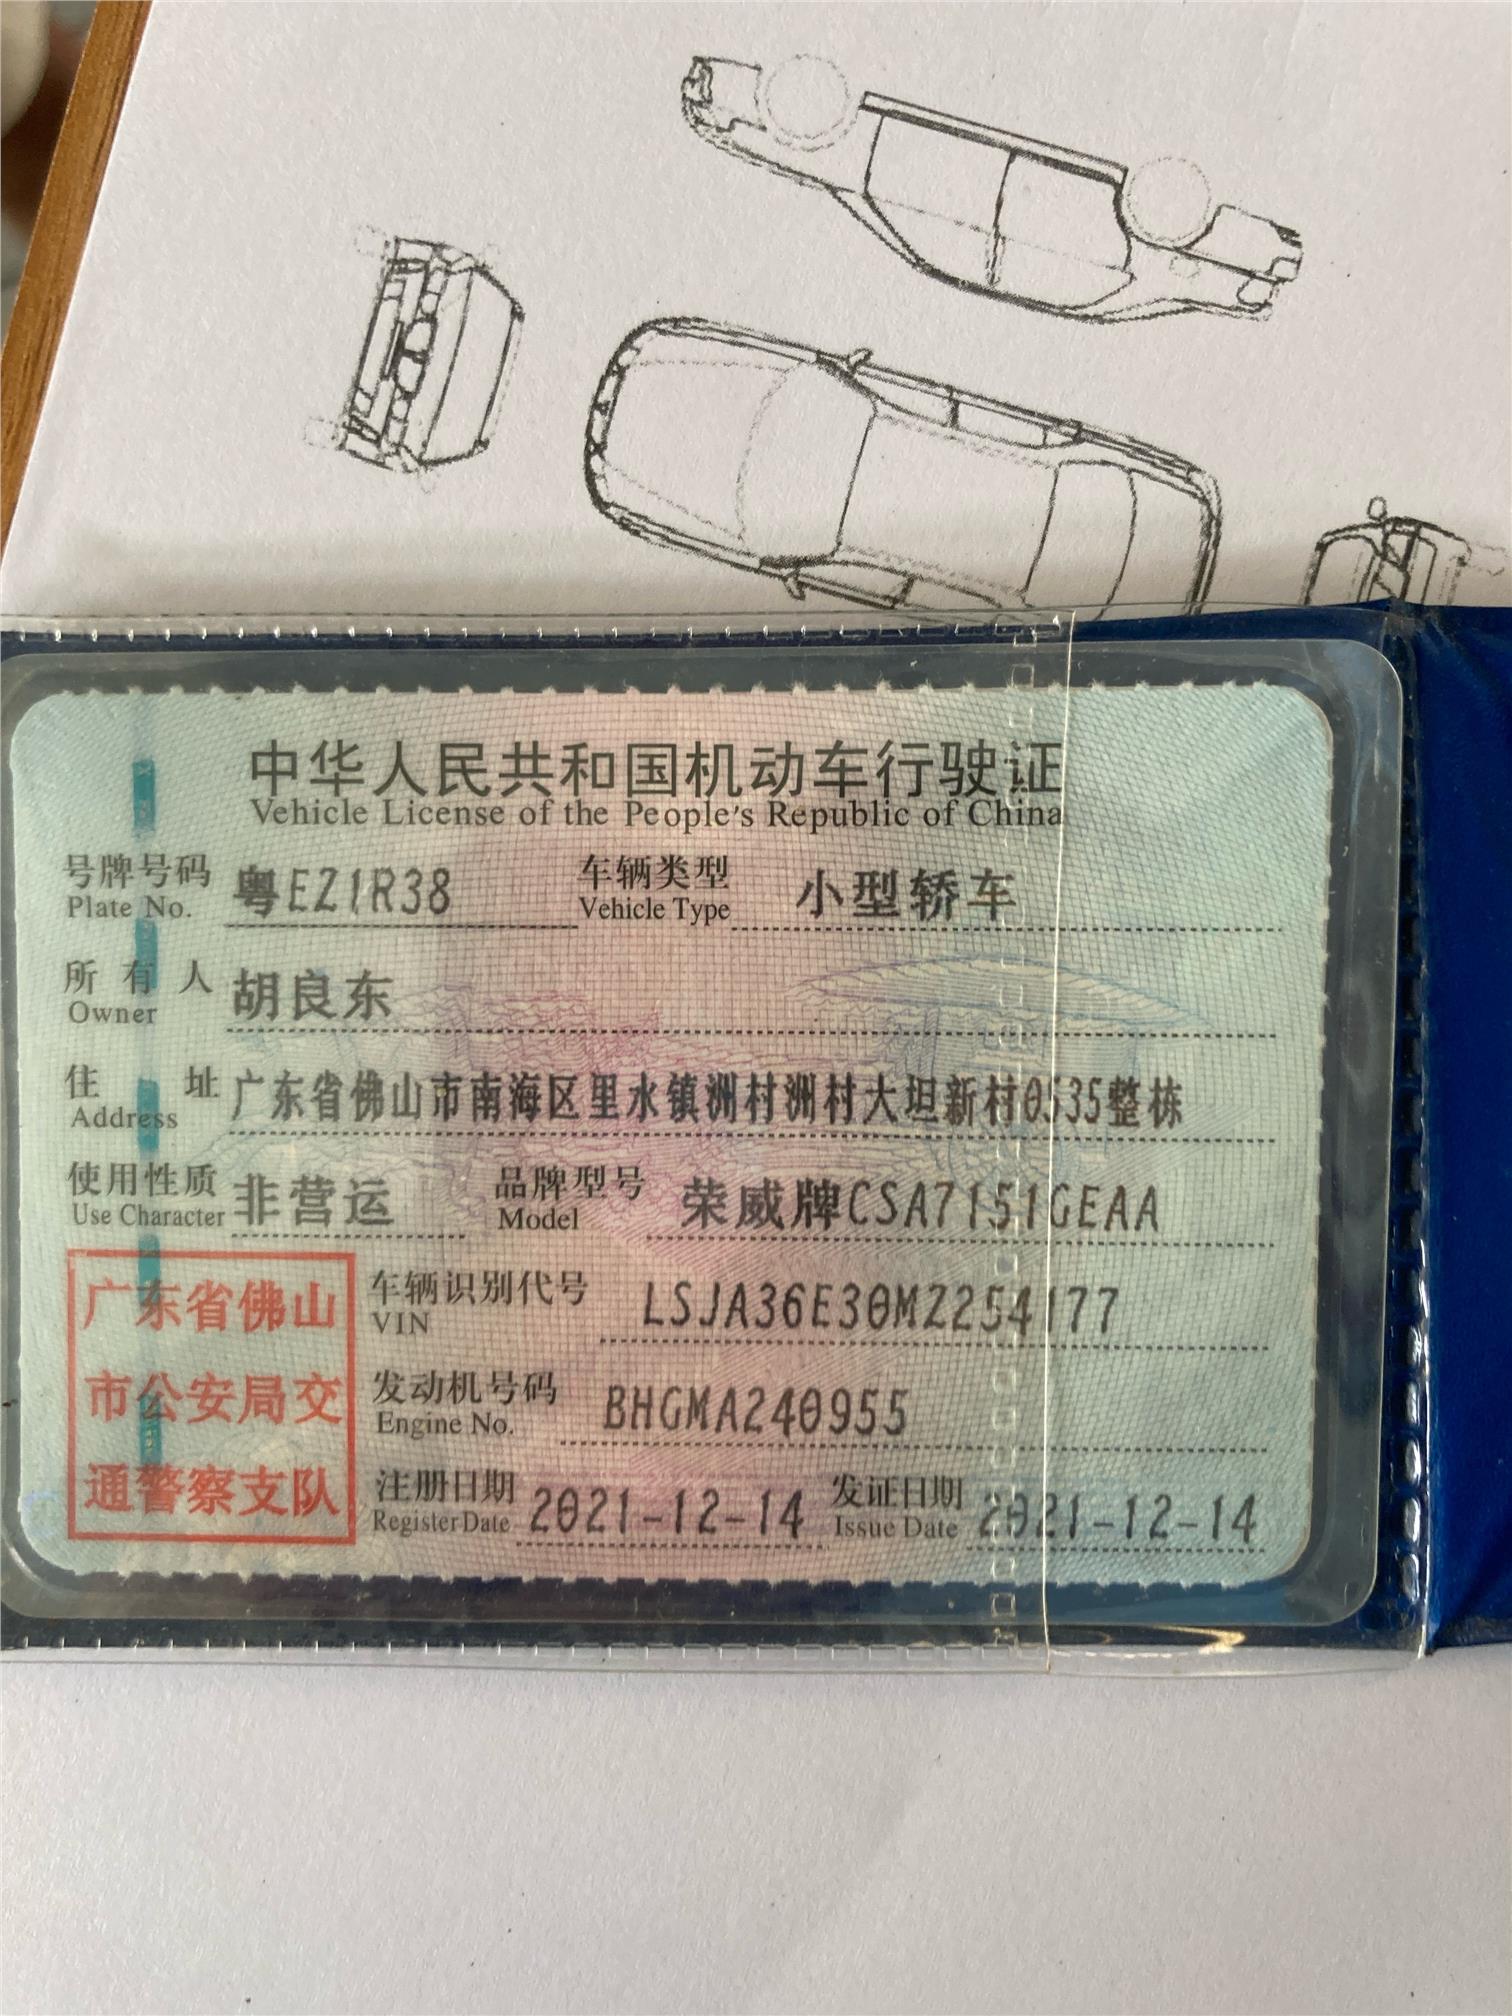 中华人民共和国机动车行驶证
Vehicle License of the People's Republic of China
号牌号码 粤EZ1R38 车辆类型 小型轿车
Plate No. Vehicle Type
所有人 胡良东
Owner
住址 广东省佛山市南海区里水镇洲村洲村大坦新村0535整栋
Address
使用性质 非营运 品牌型号 荣威牌CSA7151GEAA
Use Character Model
车辆识别代号 LSJA36E30MZ254177
VIN
发动机号码 BHGMA240955
Engine No.
注册日期 2021-12-14 发证日期 2021-12-14
Register Date Issue Date
广东省佛山
市公安局交
通警察支队